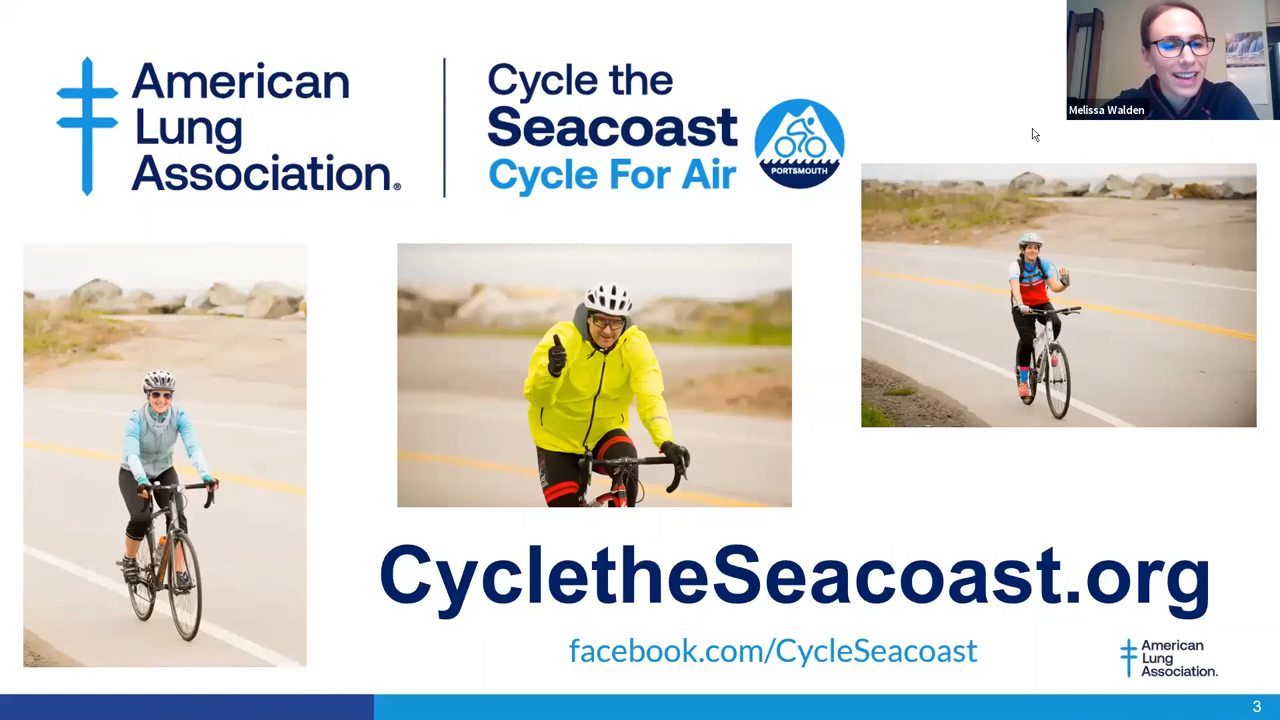 American
Lung
Association.
Cycle the
Seacoast
Cycle For Air
PORTSMOUTH
Melissa Walden
CycletheSeacoast.org
facebook.com/CycleSeacoast
American
Lung
Association.
3